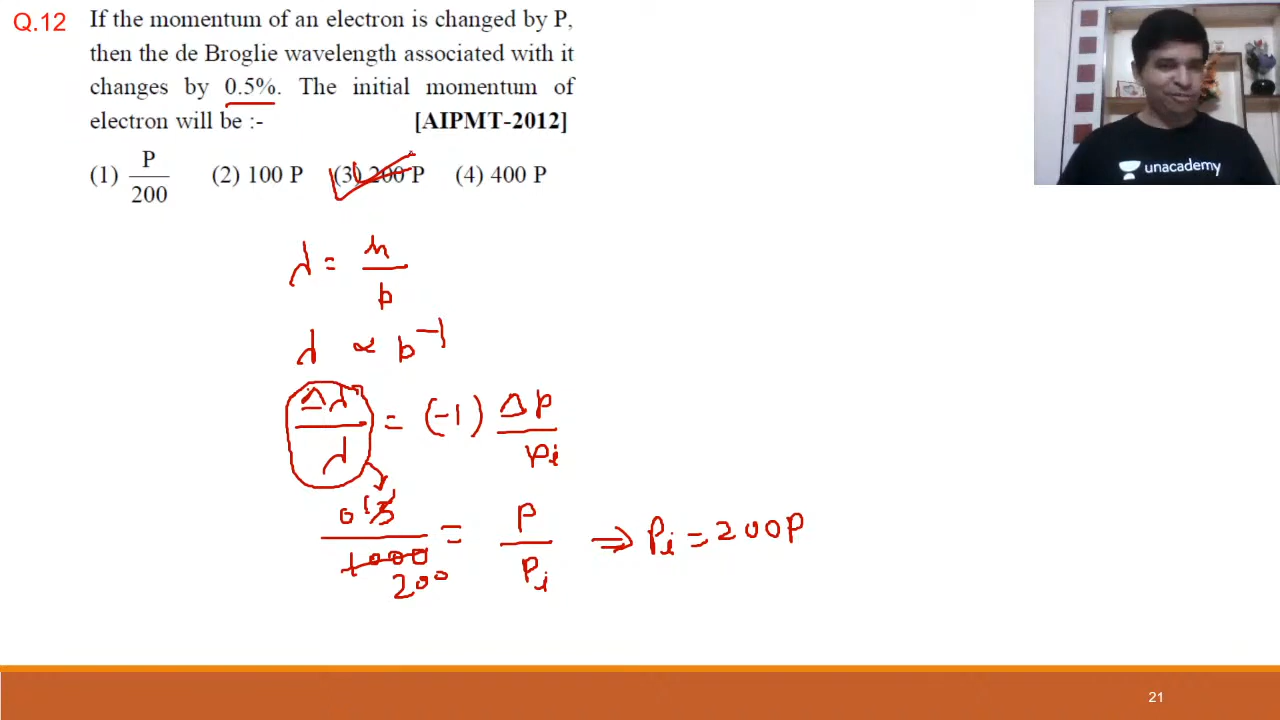 Q.12 If the momentum of an electron is changed by P,
then the de Broglie wavelength associated with it
changes by 0.5%. The initial momentum of
electron will be :- [AIPMT-2012]
(1) P/200 (2) 100 P (3) 200 P (4) 400 P
unacademy
λ = h/p
λ ∝ p⁻¹
Δλ/λ = (-1) Δp/pi
05/1000 = P/Pi ⇒ Pi = 200P
1
200
21